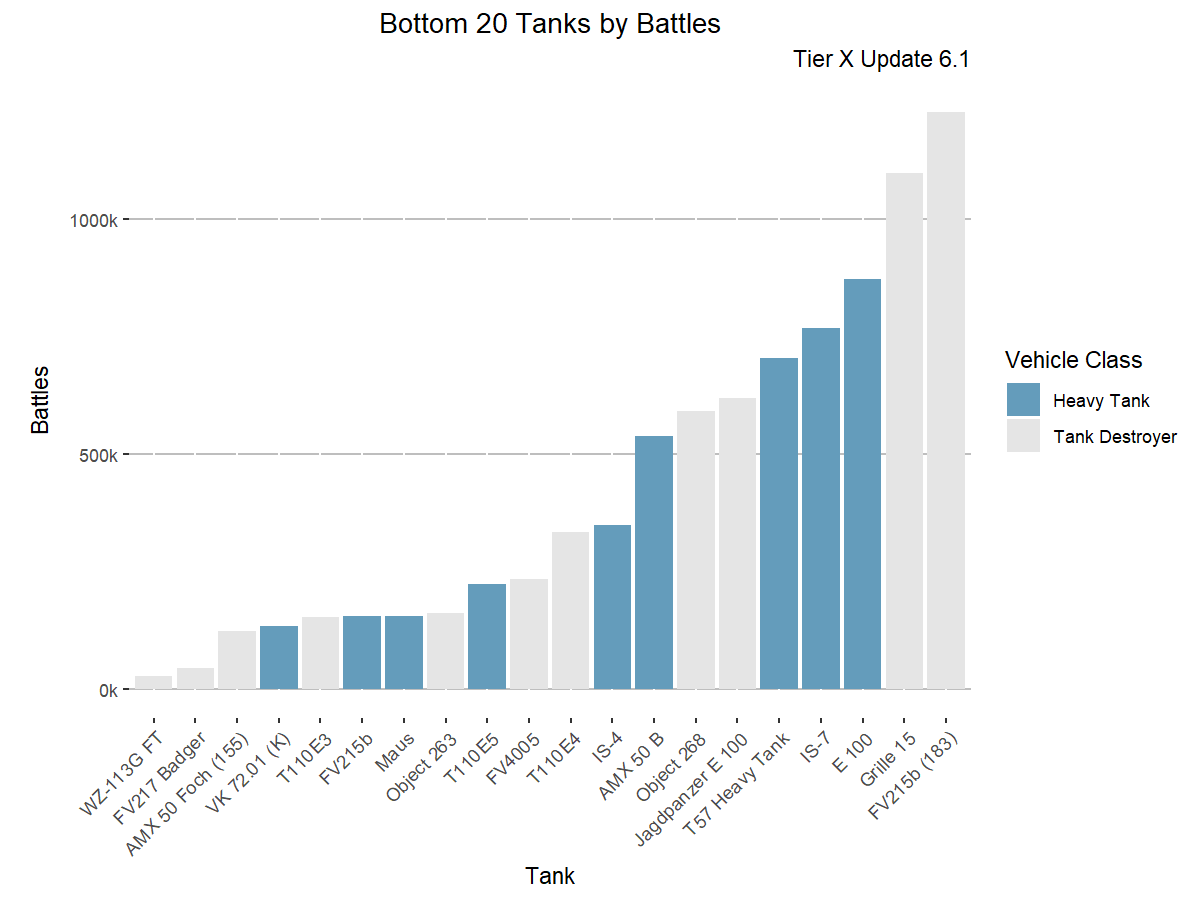 Bottom 20 Tanks by Battles
Tier X Update 6.1
Battles
1000k
500k
0k
WZ-113G FT
FV217 Badger
AMX 50 Foch (155)
VK 72.01 (K)
T110E3
FV215b
Maus
Object 263
T110E5
FV4005
T110E4
IS-4
AMX 50 B
Object 268
Jagdpanzer E 100
T57 Heavy Tank
IS-7
E 100
Grille 15
FV215b (183)
Tank
Vehicle Class
Heavy Tank
Tank Destroyer